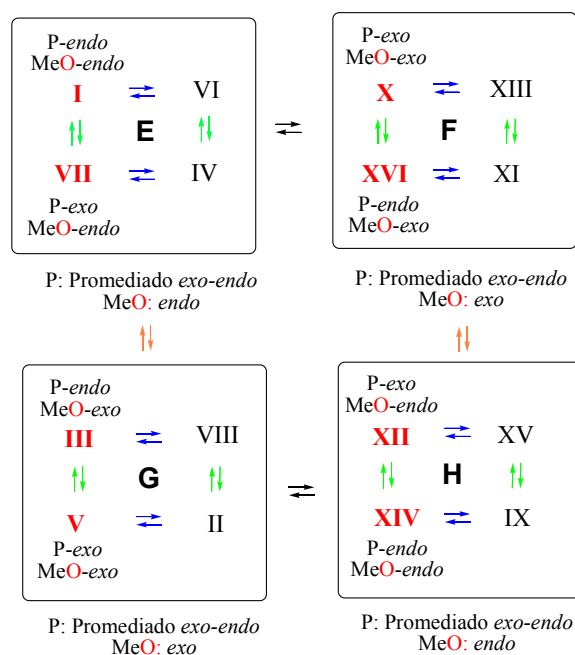 P-endo
MeO-endo
I VI
E
VII IV
P-exo
MeO-endo
P: Promediado exo-endo
MeO: endo
P-exo
MeO-exo
X XIII
F
XVI XI
P-endo
MeO-exo
P: Promediado exo-endo
MeO: exo
P-endo
MeO-exo
III VIII
G
V II
P-exo
MeO-exo
P: Promediado exo-endo
MeO: exo
P-exo
MeO-endo
XII XV
H
XIV IX
P-endo
MeO-endo
P: Promediado exo-endo
MeO: endo